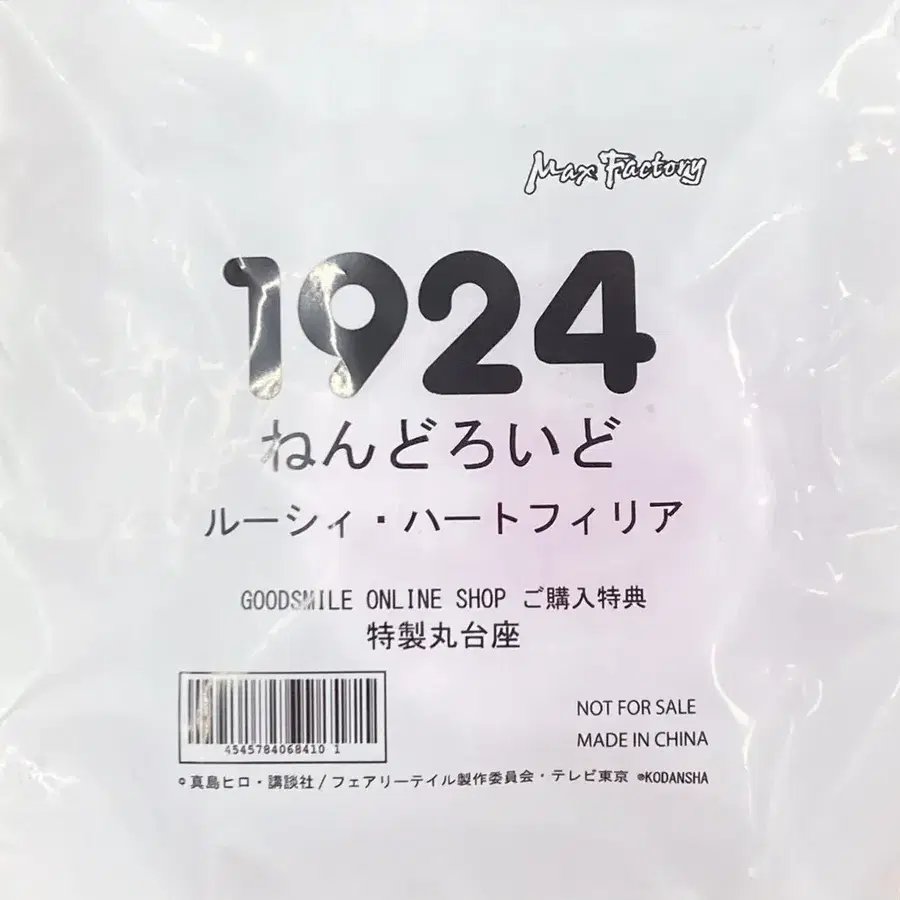 Max Factory
1924
ねんどろいど
ルーシィ・ハートフィリア
GOODSMILE ONLINE SHOP ご購入特典
特製丸台座
4545784068410 1
NOT FOR SALE
MADE IN CHINA
©真島ヒロ・講談社/フェアリーテイル製作委員会・テレビ東京 ®KODANSHA